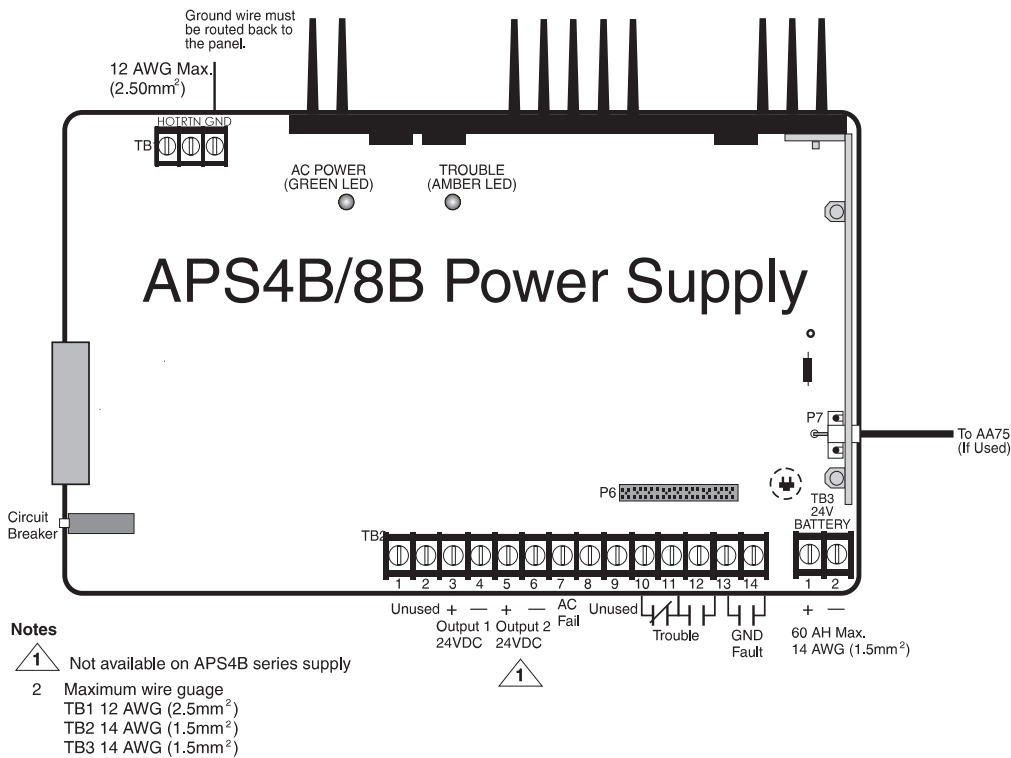 Ground wire must
be routed back to
the panel.
12 AWG Max.
(2.50mm²)
HOT RTN GND
TB1
AC POWER
(GREEN LED)
TROUBLE
(AMBER LED)
APS4B/8B Power Supply
P7
To AA75
(If Used)
P6
TB3
24V
BATTERY
Circuit
Breaker
TB2
1 2 3 4 5 6 7 8 9 10 11 12 13 14
1 2
Unused + — + — AC
Fail
Unused
Output 1
24VDC
Output 2
24VDC
Trouble
GND
Fault
+ —
60 AH Max.
14 AWG (1.5mm²)
1
Notes
1 Not available on APS4B series supply
2 Maximum wire guage
TB1 12 AWG (2.5mm²)
TB2 14 AWG (1.5mm²)
TB3 14 AWG (1.5mm²)